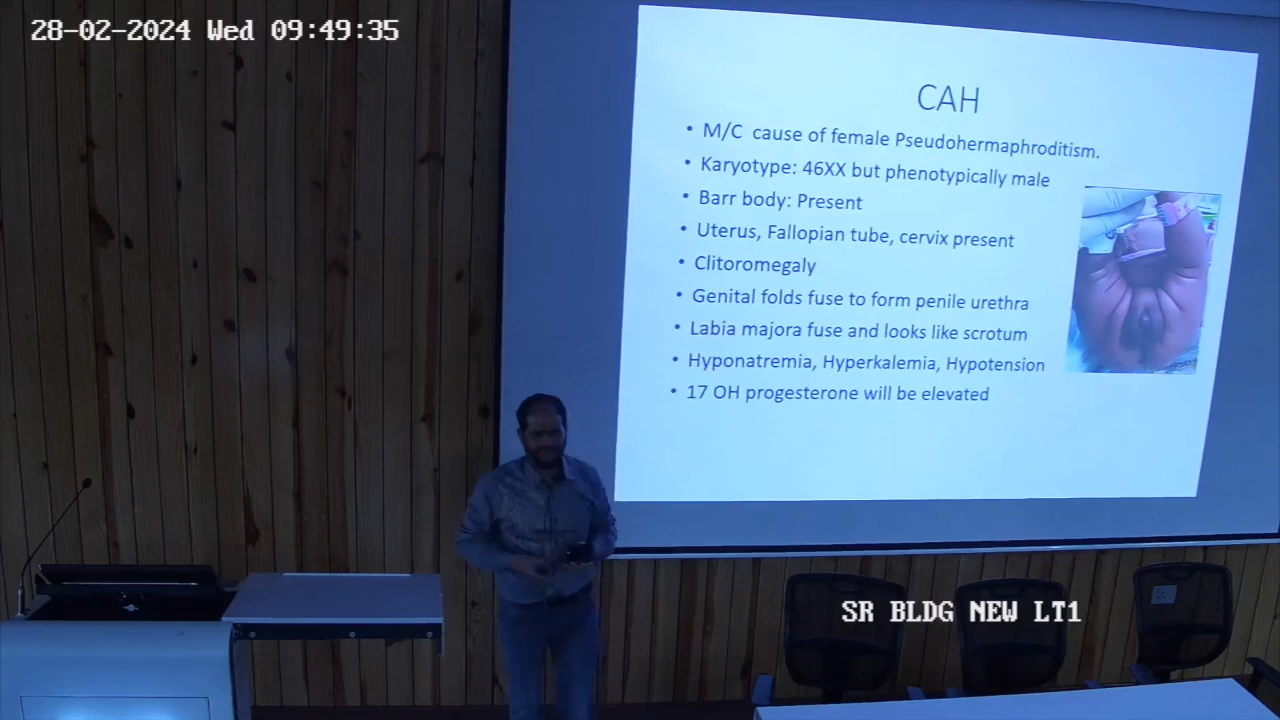 28-02-2024 Wed 09:49:35
CAH
• M/C cause of female Pseudohermaphroditism.
• Karyotype: 46XX but phenotypically male
• Barr body: Present
• Uterus, Fallopian tube, cervix present
• Clitoromegaly
• Genital folds fuse to form penile urethra
• Labia majora fuse and looks like scrotum
• Hyponatremia, Hyperkalemia, Hypotension
• 17 OH progesterone will be elevated
SR BLDG NEW LT1